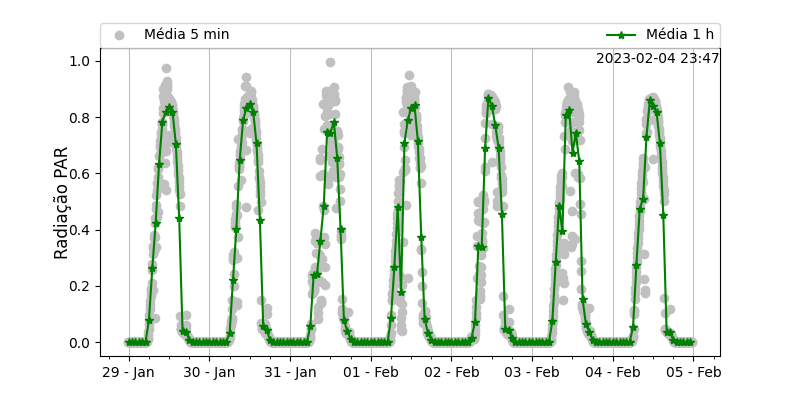 Média 5 min
Média 1 h
2023-02-04 23:47
Radiação PAR
1.0
0.8
0.6
0.4
0.2
0.0
29 - Jan
30 - Jan
31 - Jan
01 - Feb
02 - Feb
03 - Feb
04 - Feb
05 - Feb